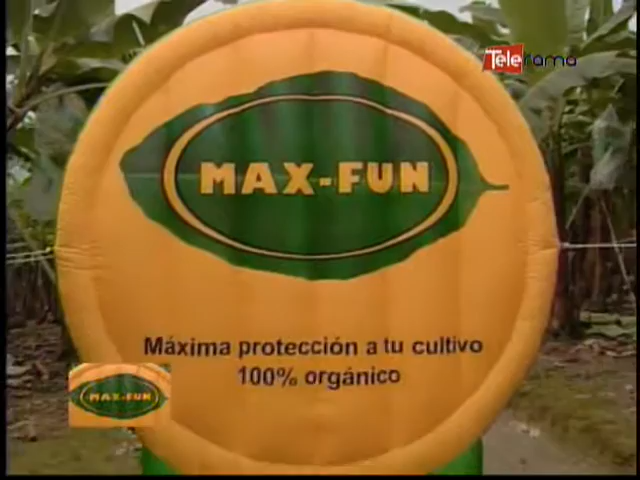 Telerama
MAX-FUN
Máxima protección a tu cultivo
100% orgánico
MAX-FUN